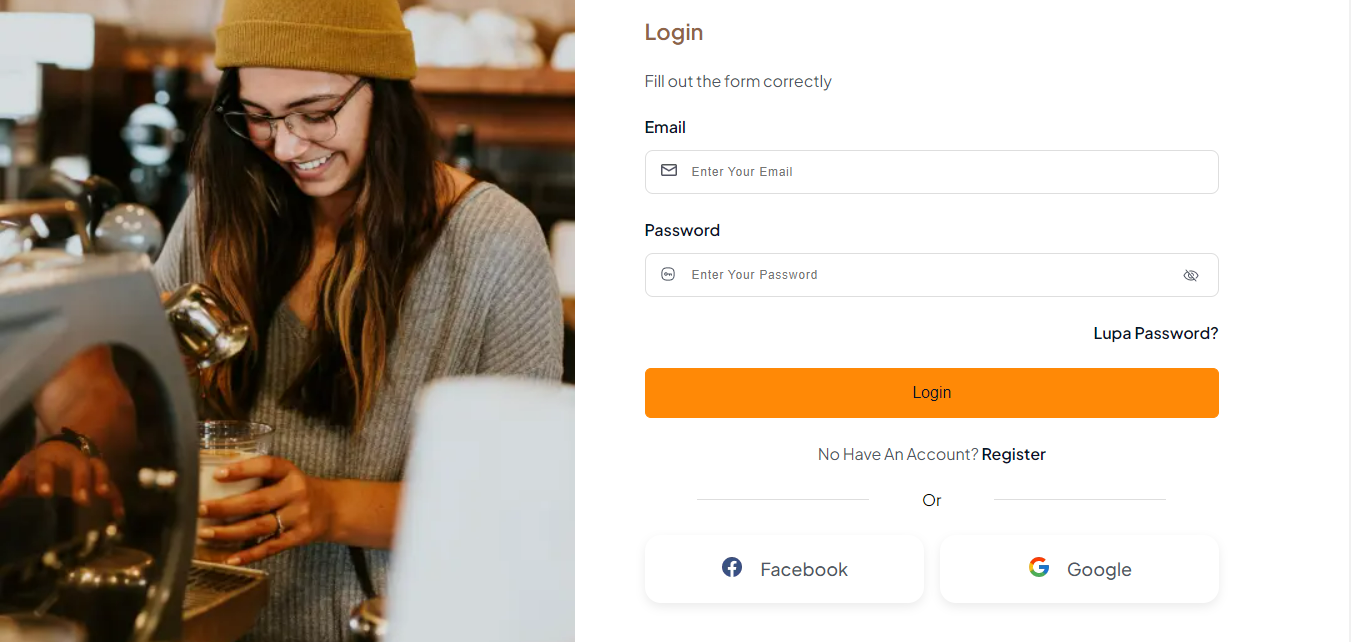 Login
Fill out the form correctly
Email
Enter Your Email
Password
Enter Your Password
Lupa Password?
Login
No Have An Account? Register
Or
Facebook
Google